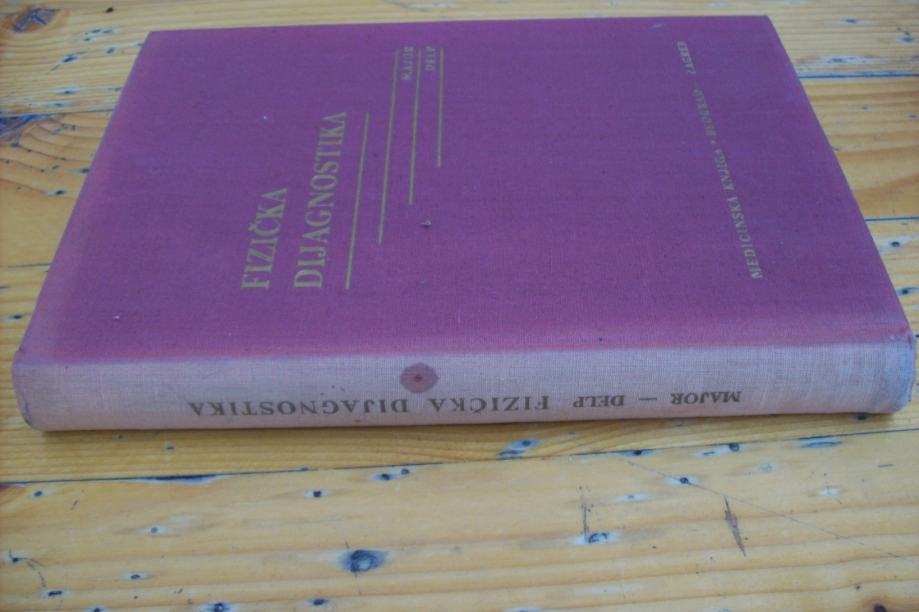 FIZIČKA
DIJAGNOSTIKA
MAJOR
DELP
MEDICINSKA KNJIGA • BEOGRAD - ZAGREB
MAJOR — DELP FIZIČKA DIJAGNOSTIKA